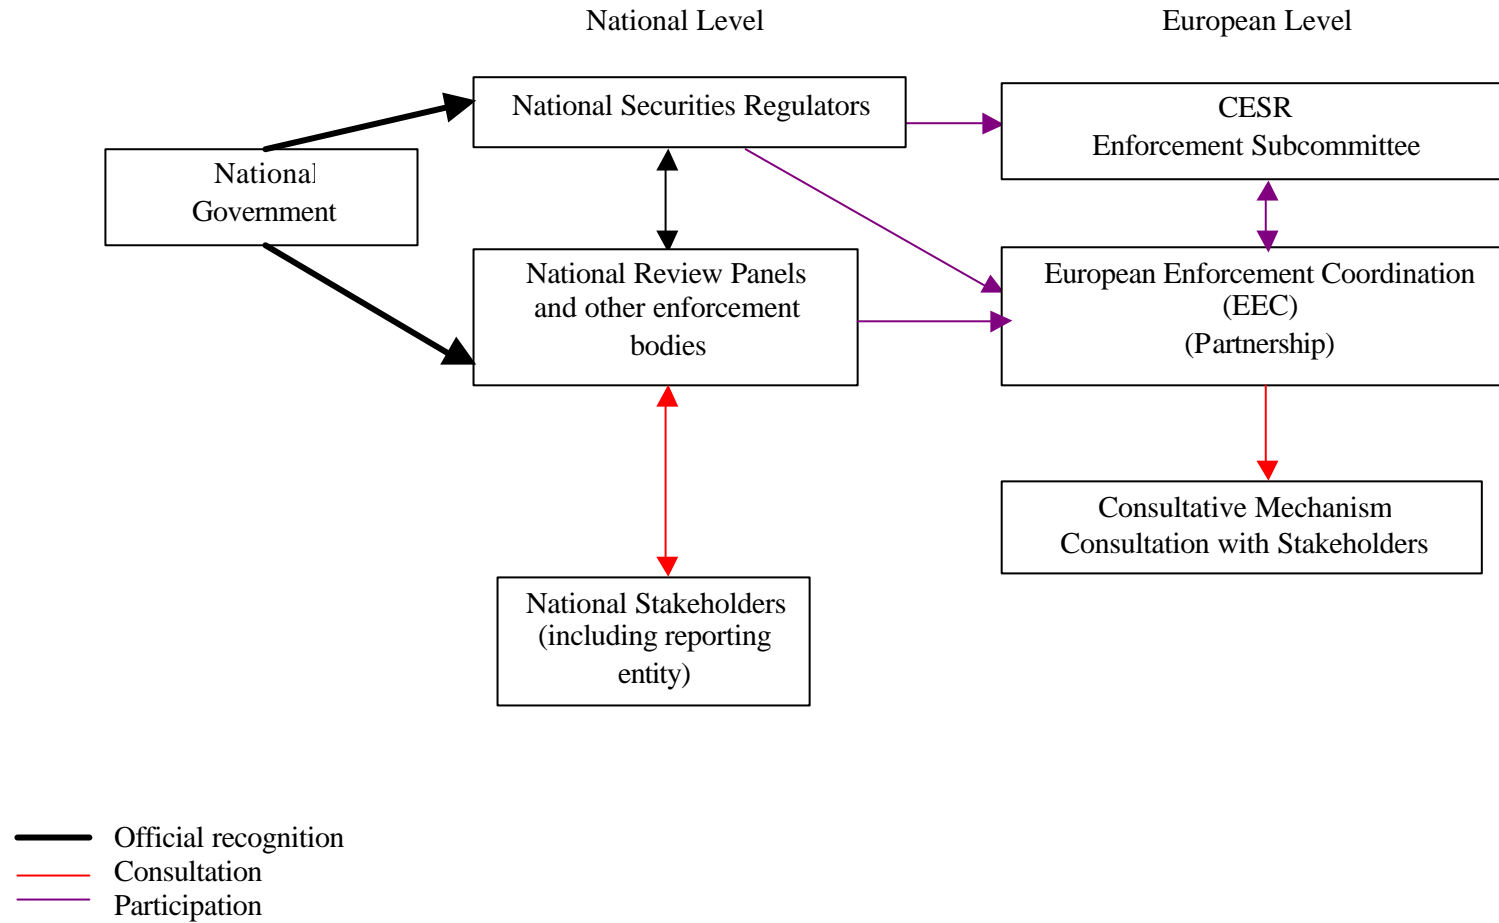 National Level
European Level
National Securities Regulators
CESR
Enforcement Subcommittee
National
Government
National Review Panels
and other enforcement
bodies
European Enforcement Coordination
(EEC)
(Partnership)
Consultative Mechanism
Consultation with Stakeholders
National Stakeholders
(including reporting
entity)
Official recognition
Consultation
Participation